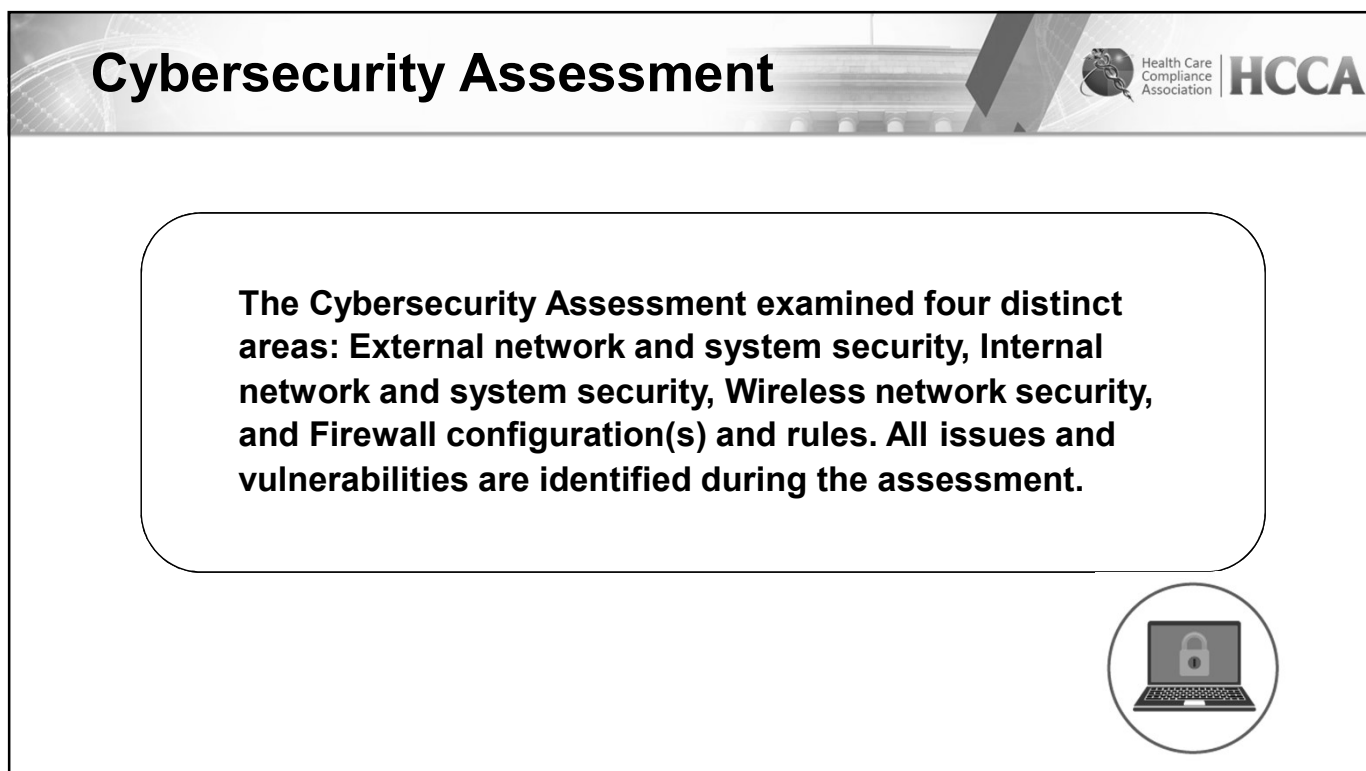 Cybersecurity Assessment
Health Care
Compliance
Association
HCCA
The Cybersecurity Assessment examined four distinct
areas: External network and system security, Internal
network and system security, Wireless network security,
and Firewall configuration(s) and rules. All issues and
vulnerabilities are identified during the assessment.